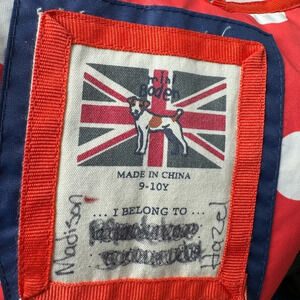 mini
Boden
MADE IN CHINA
9-10Y
... I BELONG TO ...
Madison
Hazel